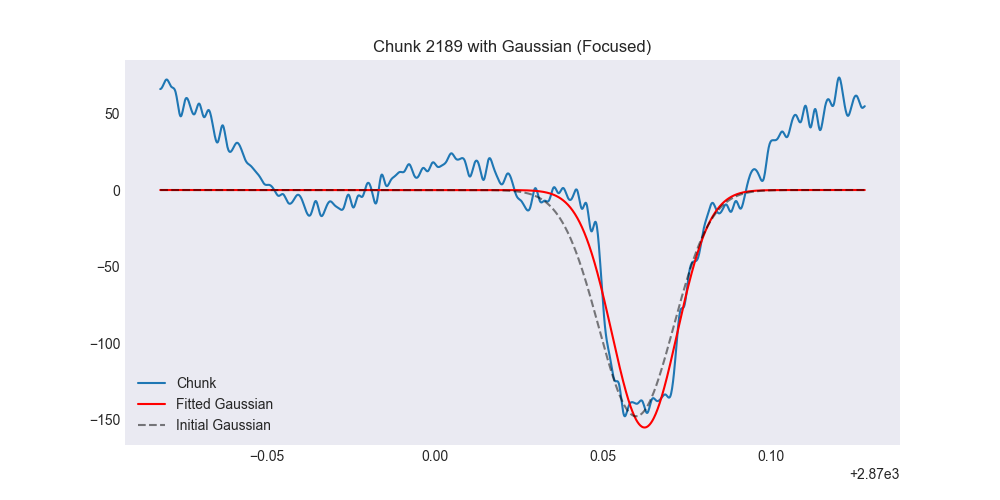 Chunk 2189 with Gaussian (Focused)
50
0
−50
−100
−150
Chunk
Fitted Gaussian
Initial Gaussian
−0.05 0.00 0.05 0.10
+2.87e3